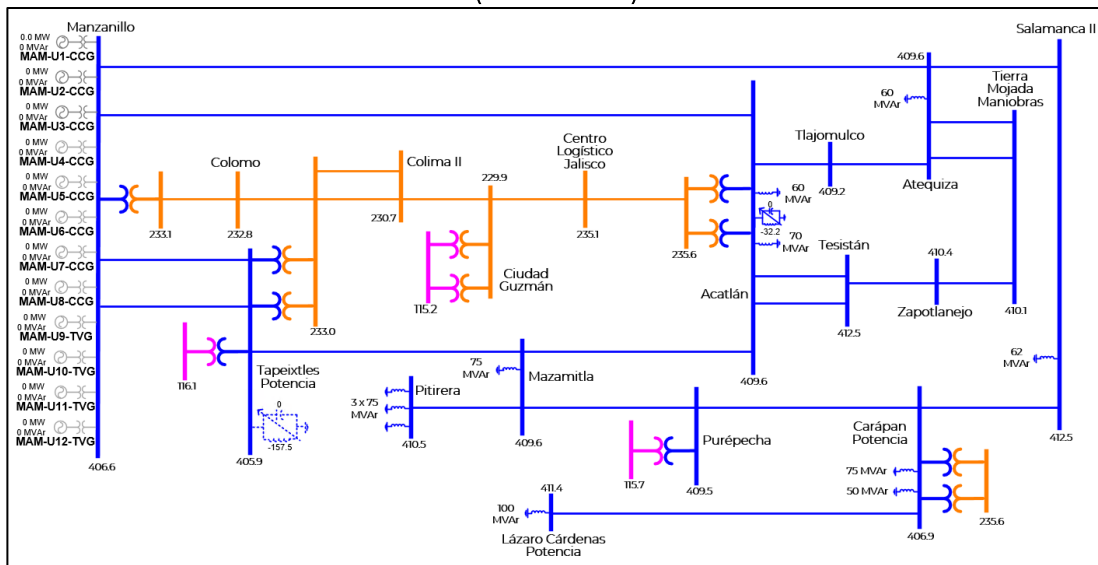 Manzanillo
0.0 MW
0 MVAr
MAM-U1-CCG
0 MW
0 MVAr
MAM-U2-CCG
0 MW
0 MVAr
MAM-U3-CCG
0 MW
0 MVAr
MAM-U4-CCG
0 MW
0 MVAr
MAM-U5-CCG
0 MW
0 MVAr
MAM-U6-CCG
0 MW
0 MVAr
MAM-U7-CCG
0 MW
0 MVAr
MAM-U8-CCG
0 MW
0 MVAr
MAM-U9-TVG
0 MW
0 MVAr
MAM-U10-TVG
0 MW
0 MVAr
MAM-U11-TVG
0 MW
0 MVAr
MAM-U12-TVG
406.6
233.1
Colomo
232.8
233.0
Colima II
230.7
229.9
115.2
Ciudad
Guzmán
Centro
Logístico
Jalisco
235.1
235.6
60
MVAr
0
-32.2
70
MVAr
Acatlán
409.6
Tlajomulco
409.2
409.6
60
MVAr
Atequiza
Tierra
Mojada
Maniobras
410.1
Salamanca II
62
MVAr
412.5
Tesistán
412.5
410.4
Zapotlanejo
116.1
Tapeixtles
Potencia
0
-157.5
405.9
75
MVAr
Mazamitla
409.6
Pitirera
3 x 75
MVAr
410.5
Purépecha
115.7
409.5
Carápan
Potencia
75 MVAr
50 MVAr
235.6
406.9
411.4
100
MVAr
Lázaro Cárdenas
Potencia